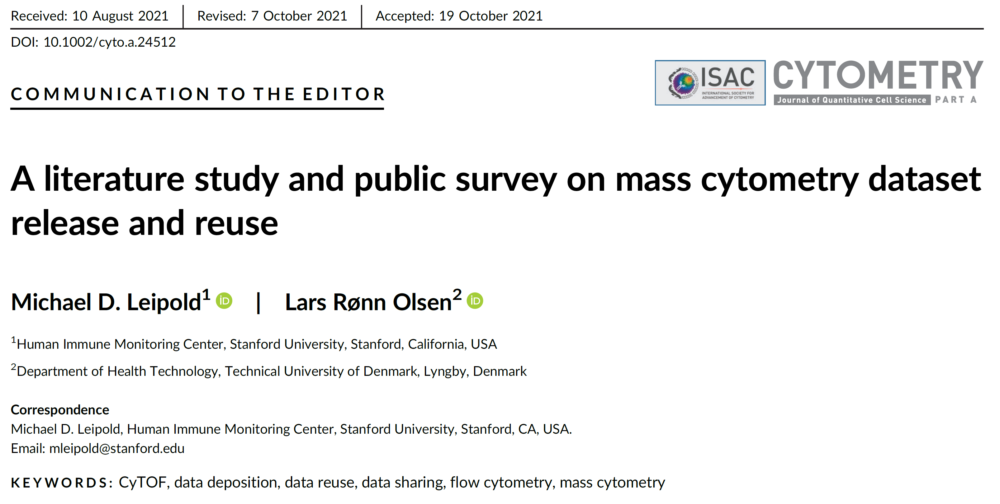 Received: 10 August 2021 Revised: 7 October 2021 Accepted: 19 October 2021
DOI: 10.1002/cyto.a.24512
ISAC
INTERNATIONAL SOCIETY FOR
ADVANCEMENT OF CYTOMETRY
CYTOMETRY
Journal of Quantitative Cell Science PART A
COMMUNICATION TO THE EDITOR
A literature study and public survey on mass cytometry dataset
release and reuse
Michael D. Leipold¹ iD | Lars Rønn Olsen² iD
¹Human Immune Monitoring Center, Stanford University, Stanford, California, USA
²Department of Health Technology, Technical University of Denmark, Lyngby, Denmark
Correspondence
Michael D. Leipold, Human Immune Monitoring Center, Stanford University, Stanford, CA, USA.
Email: mleipold@stanford.edu
KEYWORDS: CyTOF, data deposition, data reuse, data sharing, flow cytometry, mass cytometry